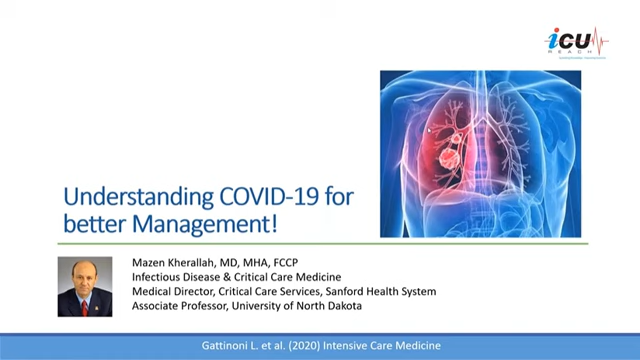 icu
REACH
Understanding COVID-19 for
better Management!
Mazen Kherallah, MD, MHA, FCCP
Infectious Disease & Critical Care Medicine
Medical Director, Critical Care Services, Sanford Health System
Associate Professor, University of North Dakota
Gattinoni L. et al. (2020) Intensive Care Medicine